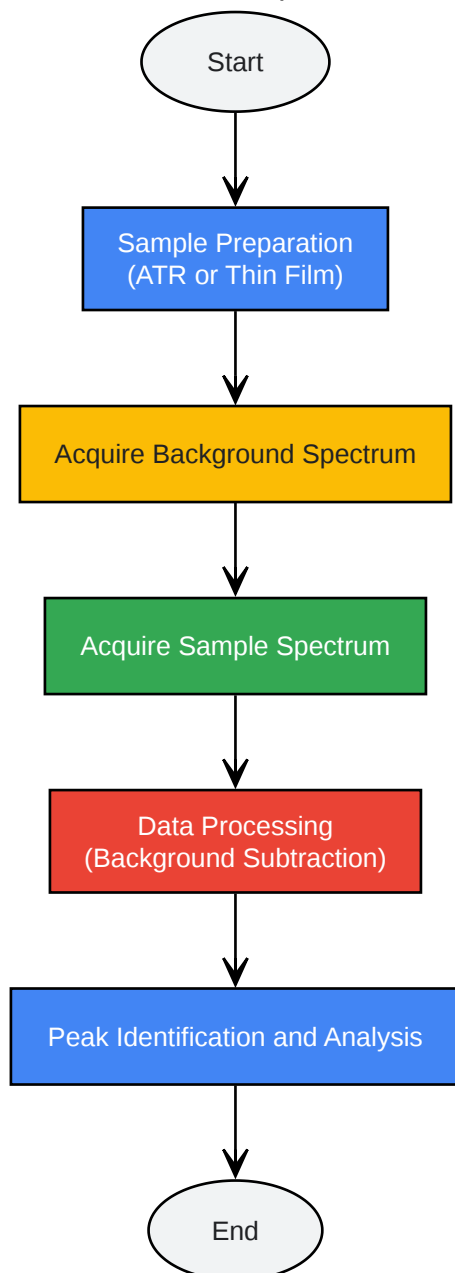 Start
Sample Preparation
(ATR or Thin Film)
Acquire Background Spectrum
Acquire Sample Spectrum
Data Processing
(Background Subtraction)
Peak Identification and Analysis
End